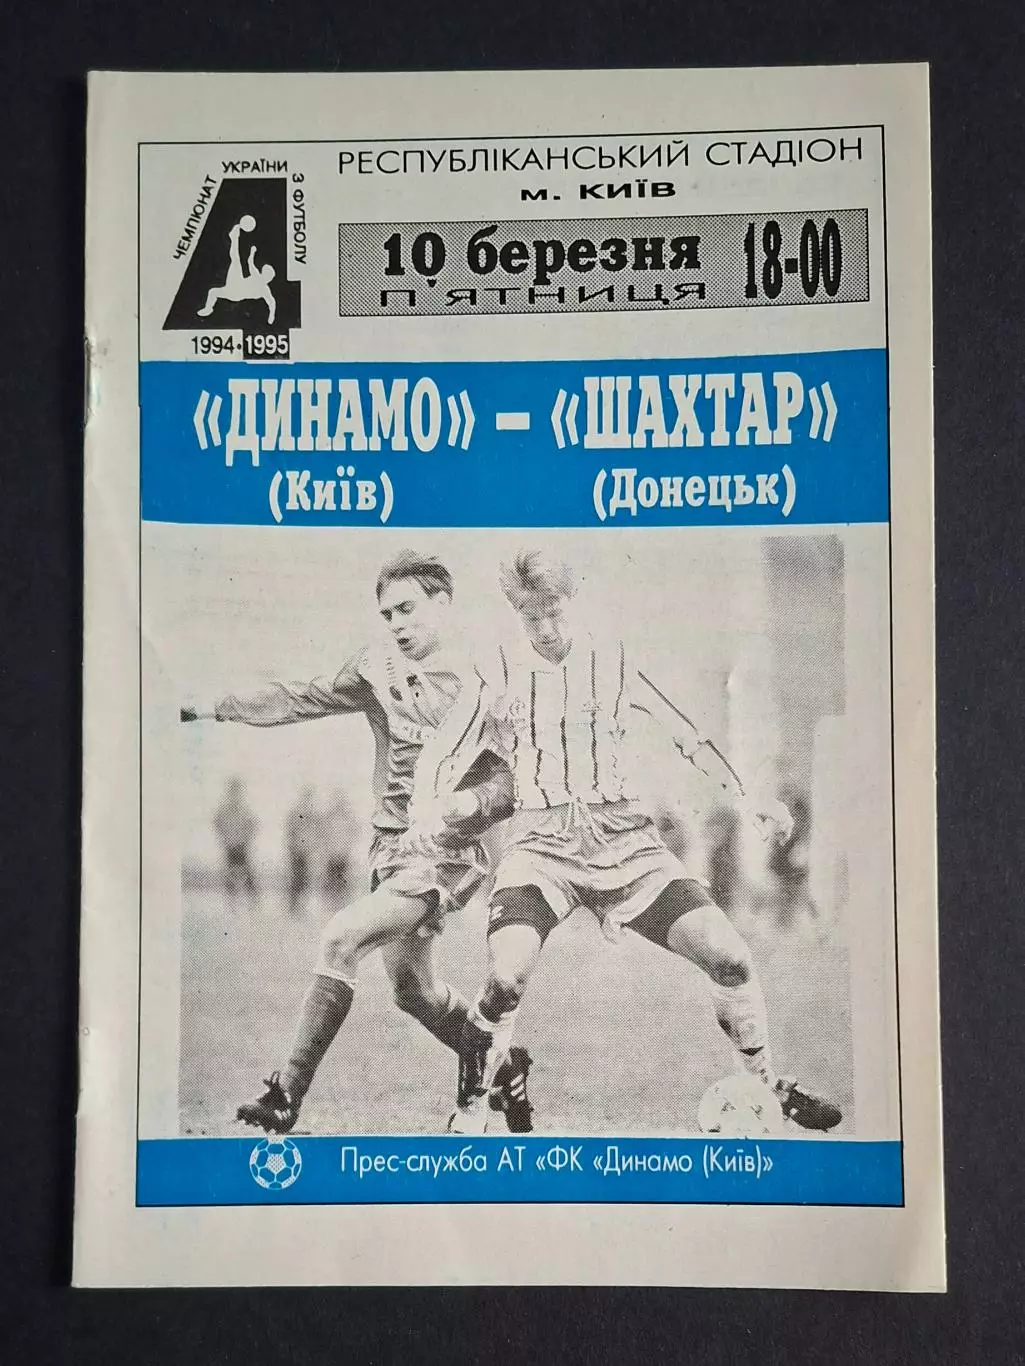 ЧЕМПІОНАТ
УКРАЇНИ
З ФУТБОЛУ
4
1994·1995
РЕСПУБЛІКАНСЬКИЙ СТАДІОН
м. КИЇВ
10 березня
П'ЯТНИЦЯ
18-00
«ДИНАМО» – «ШАХТАР»
(Київ) (Донецьк)
Прес-служба АТ «ФК «Динамо (Київ)»